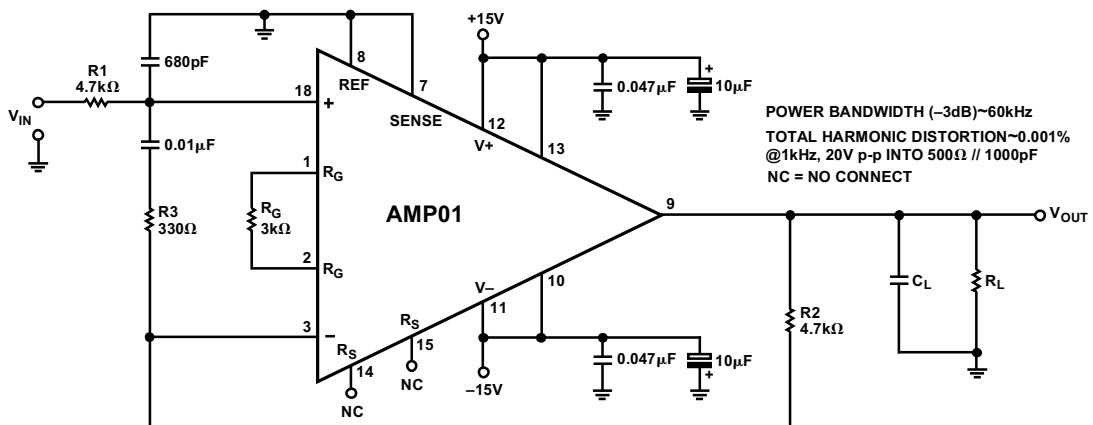 +15V
8
680pF
7
R1
4.7kΩ
REF
0.047μF
+
10μF
18
+
SENSE
VIN
12
V+
POWER BANDWIDTH (–3dB)~60kHz
TOTAL HARMONIC DISTORTION~0.001%
@1kHz, 20V p-p INTO 500Ω // 1000pF
NC = NO CONNECT
0.01μF
13
1
RG
R3
330Ω
RG
3kΩ
AMP01
9
VOUT
2
RG
10
V–
11
CL
RL
R2
4.7kΩ
3
–
RS
15
RS
14
NC
NC
–15V
0.047μF
10μF
+